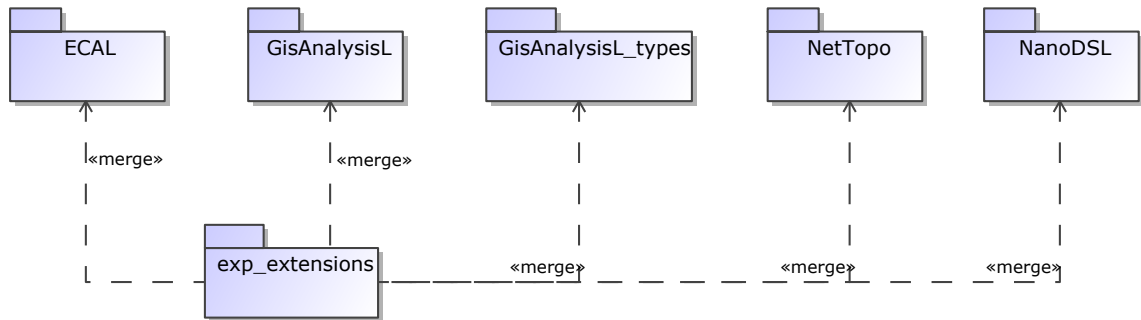 ECAL
GisAnalysisL
GisAnalysisL_types
NetTopo
NanoDSL
«merge»
«merge»
exp_extensions
«merge»
«merge»
«merge»